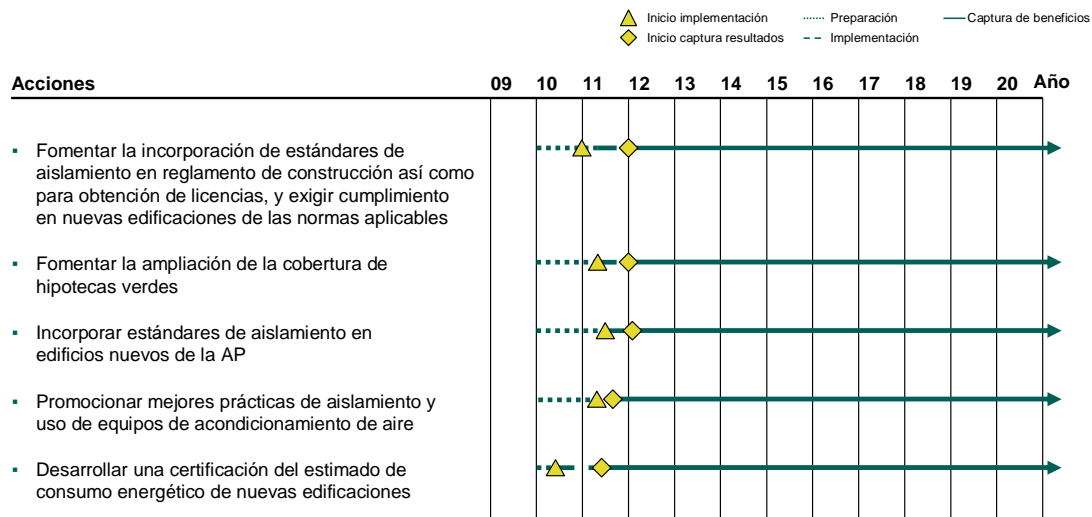 Inicio implementación
Preparación
Captura de beneficios
Inicio captura resultados
Implementación
Acciones 09 10 11 12 13 14 15 16 17 18 19 20 Año
▪ Fomentar la incorporación de estándares de
aislamiento en reglamento de construcción así como
para obtención de licencias, y exigir cumplimiento
en nuevas edificaciones de las normas aplicables
▪ Fomentar la ampliación de la cobertura de
hipotecas verdes
▪ Incorporar estándares de aislamiento en
edificios nuevos de la AP
▪ Promocionar mejores prácticas de aislamiento y
uso de equipos de acondicionamiento de aire
▪ Desarrollar una certificación del estimado de
consumo energético de nuevas edificaciones